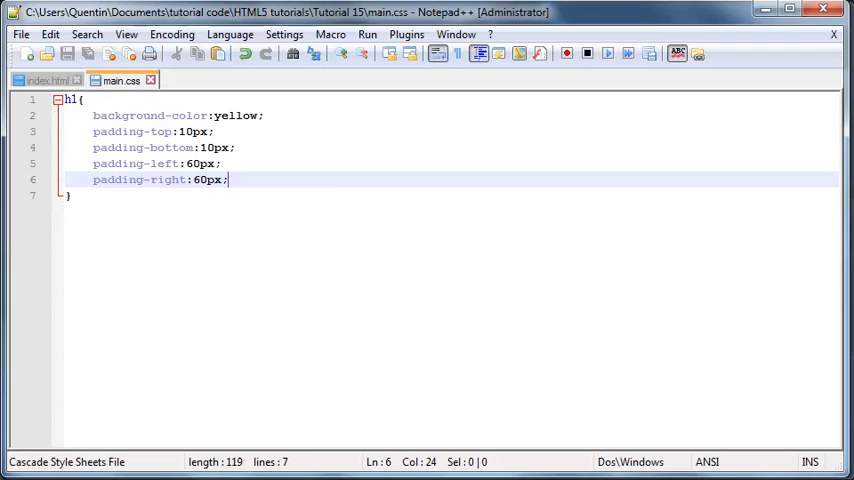 C:\Users\Quentin\Documents\tutorial code\HTML5 tutorials\Tutorial 15\main.css - Notepad++ [Administrator]
File Edit Search View Encoding Language Settings Macro Run Plugins Window ? X
ABC
index.html main.css
1 h1{
2 background-color:yellow;
3 padding-top:10px;
4 padding-bottom:10px;
5 padding-left:60px;
6 padding-right:60px;
7 }
Cascade Style Sheets File length : 119 lines : 7 Ln : 6 Col : 24 Sel : 0 | 0 Dos\Windows ANSI INS